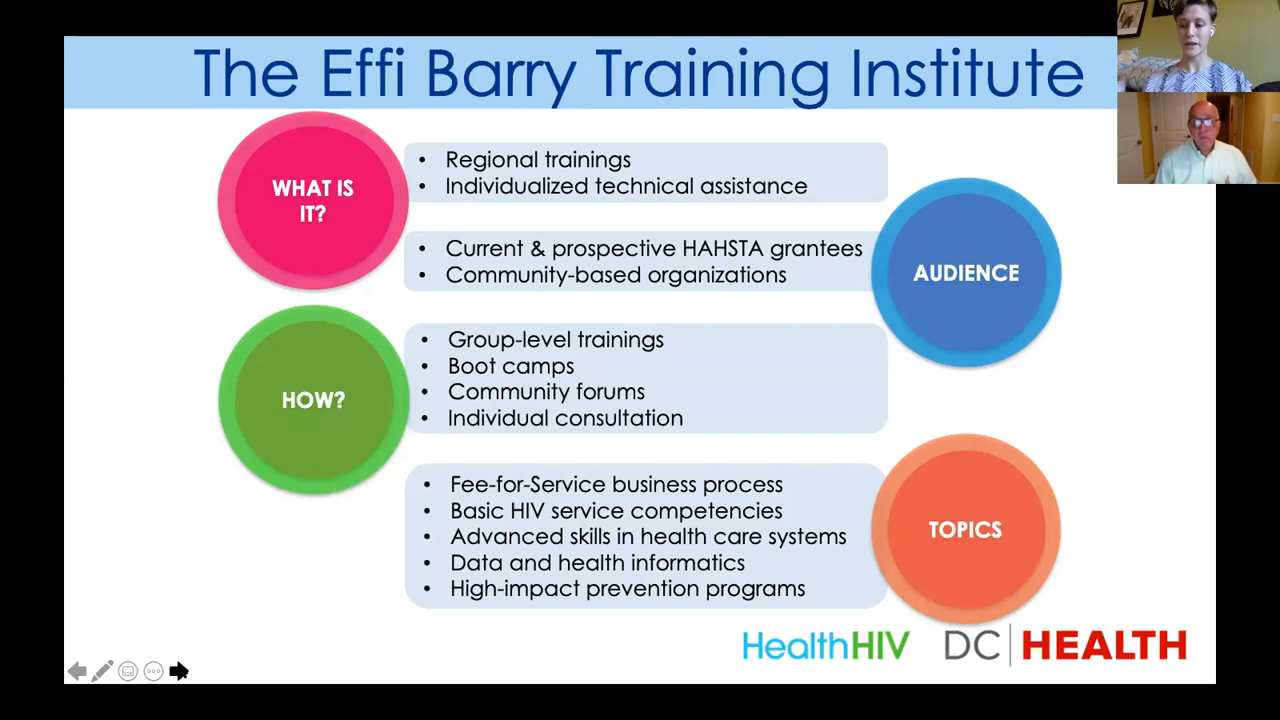 The Effi Barry Training Institute
WHAT IS
IT?
• Regional trainings
• Individualized technical assistance
• Current & prospective HAHSTA grantees
• Community-based organizations
AUDIENCE
HOW?
• Group-level trainings
• Boot camps
• Community forums
• Individual consultation
• Fee-for-Service business process
• Basic HIV service competencies
• Advanced skills in health care systems
• Data and health informatics
• High-impact prevention programs
TOPICS
HealthHIV
DC | HEALTH